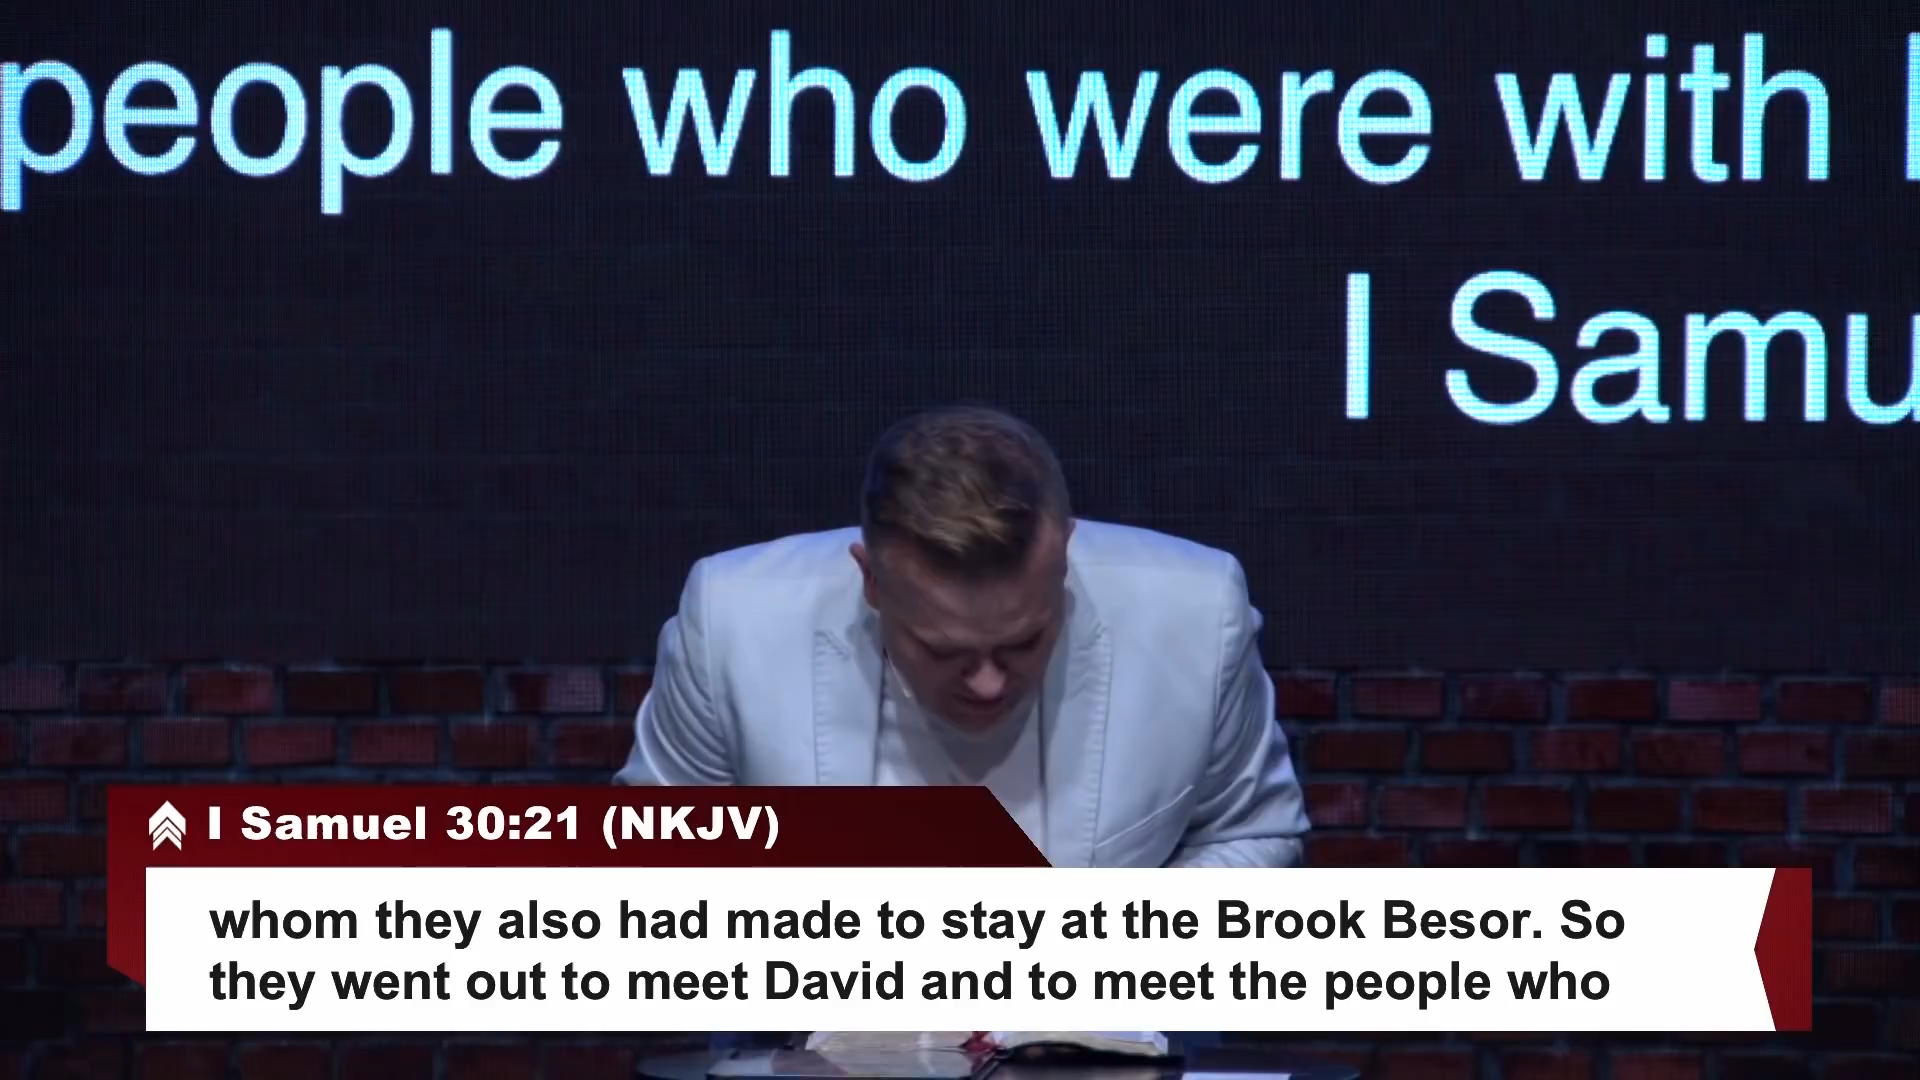 people who were with
I Samu
I Samuel 30:21 (NKJV)
whom they also had made to stay at the Brook Besor. So
they went out to meet David and to meet the people who